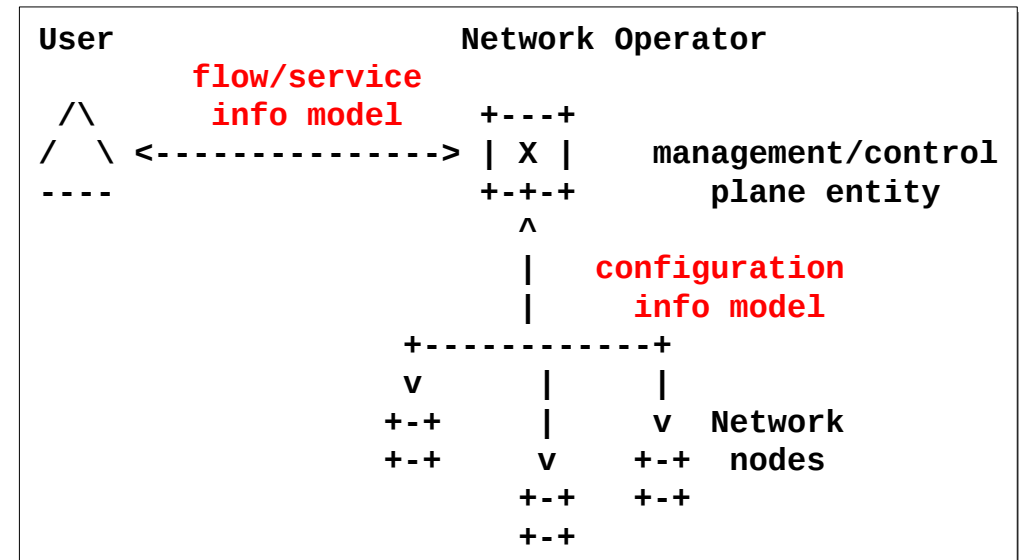 User                  Network Operator
        flow/service
 /\      info model    +---+
/  \ <---------------> | X |    management/control
----                   +-+-+       plane entity
                         ^
                         |   configuration
                         |     info model
                   +------------+
                   v      |     |
                  +-+     |     v  Network
                  +-+     v    +-+  nodes
                         +-+   +-+
                         +-+